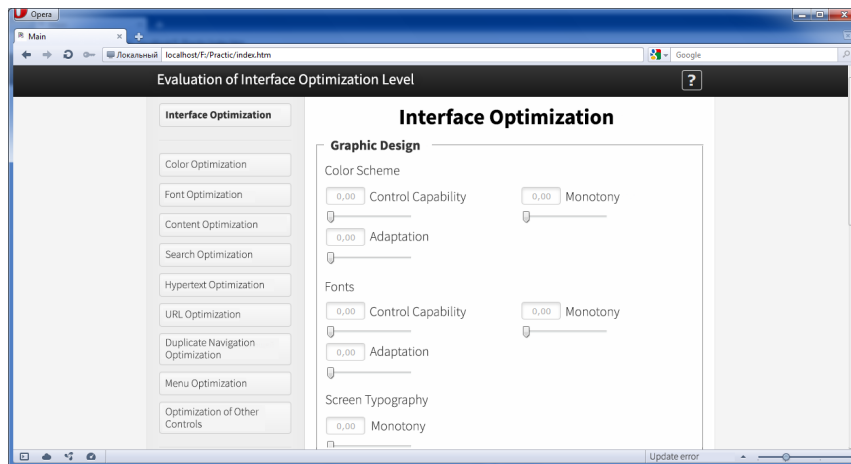 Opera
Main
Локальный localhost/F:/Practic/index.htm
Google
Evaluation of Interface Optimization Level
?
Interface Optimization
Color Optimization
Font Optimization
Content Optimization
Search Optimization
Hypertext Optimization
URL Optimization
Duplicate Navigation
Optimization
Menu Optimization
Optimization of Other
Controls
Interface Optimization
Graphic Design
Color Scheme
0,00 Control Capability 0,00 Monotony
0,00 Adaptation
Fonts
0,00 Control Capability 0,00 Monotony
0,00 Adaptation
Screen Typography
0,00 Monotony
Update error